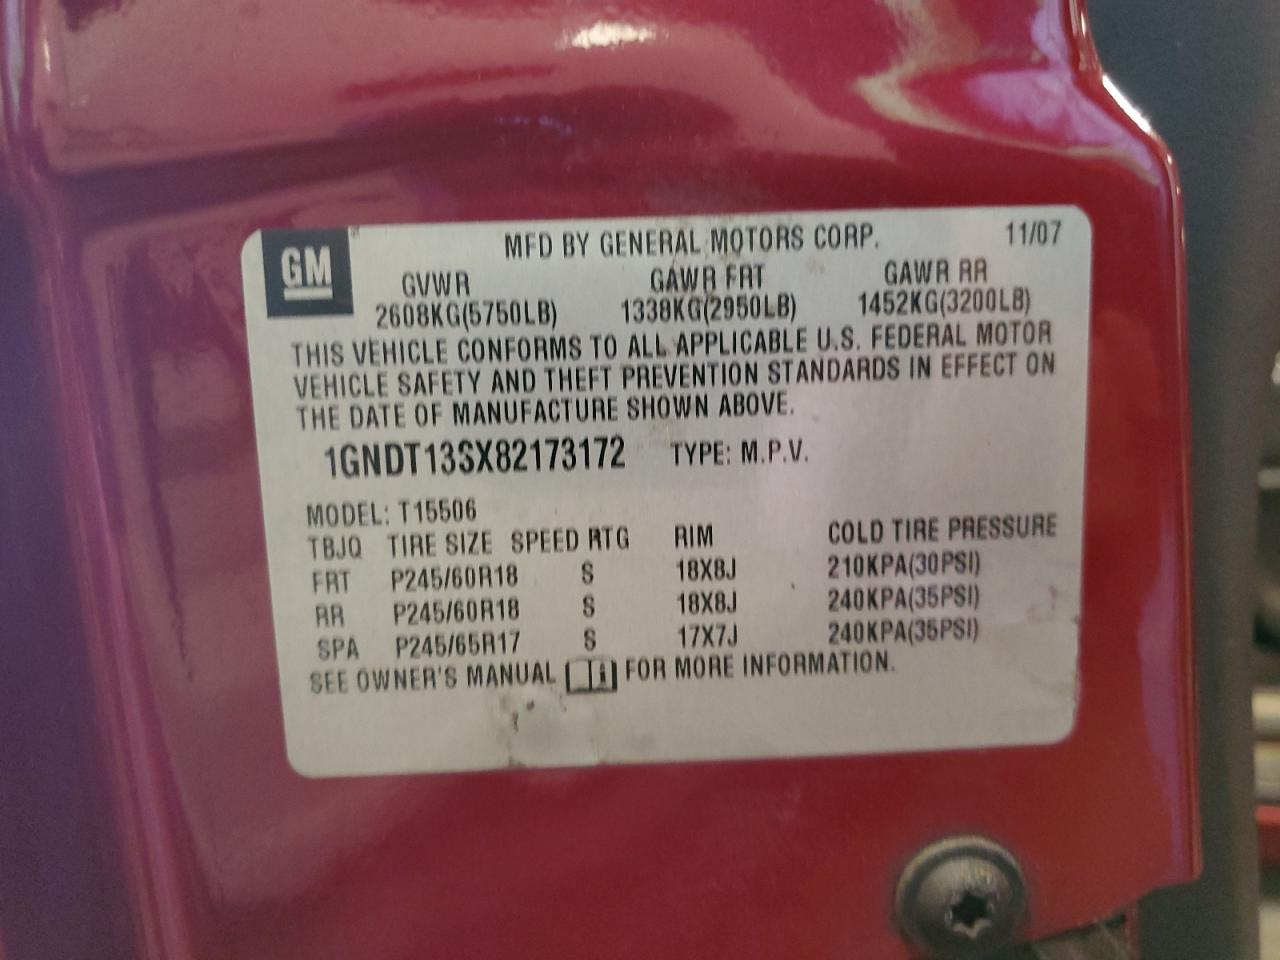 GM
MFD BY GENERAL MOTORS CORP. 11/07
GVWR GAWR FRT GAWR RR
2608KG(5750LB) 1338KG(2950LB) 1452KG(3200LB)
THIS VEHICLE CONFORMS TO ALL APPLICABLE U.S. FEDERAL MOTOR
VEHICLE SAFETY AND THEFT PREVENTION STANDARDS IN EFFECT ON
THE DATE OF MANUFACTURE SHOWN ABOVE.
1GNDT13SX82173172 TYPE: M.P.V.
MODEL: T15506
TBJQ TIRE SIZE SPEED RTG RIM COLD TIRE PRESSURE
FRT P245/60R18 S 18X8J 210KPA(30PSI)
RR P245/60R18 S 18X8J 240KPA(35PSI)
SPA P245/65R17 S 17X7J 240KPA(35PSI)
SEE OWNER'S MANUAL FOR MORE INFORMATION.